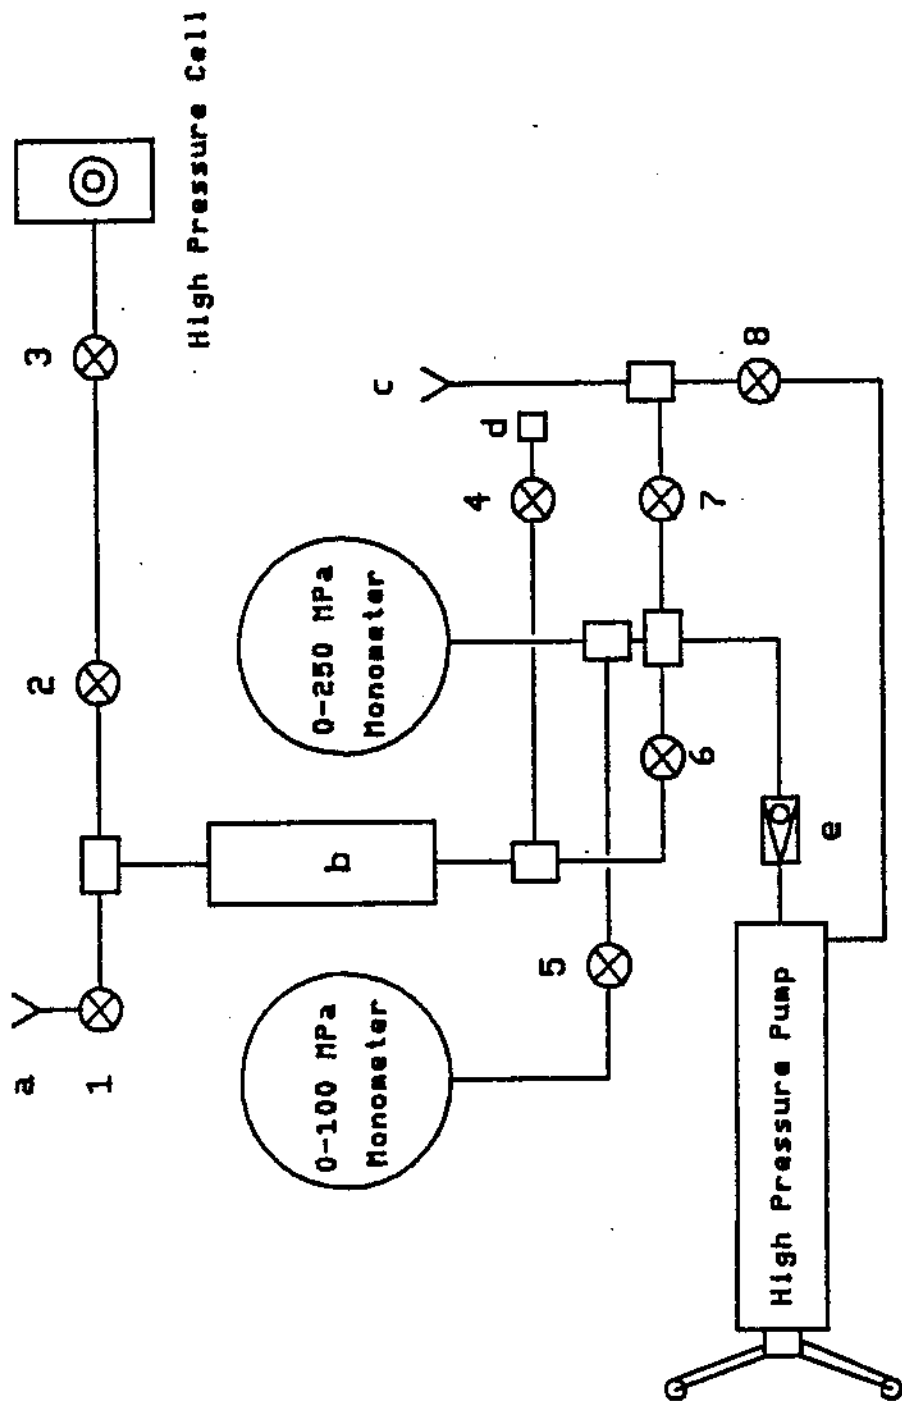 a
2
3
1
High Pressure Cell
0-100 MPa
Monometer
b
0-250 MPa
Monometer
c
4
d
5
6
7
8
High Pressure Pump
e